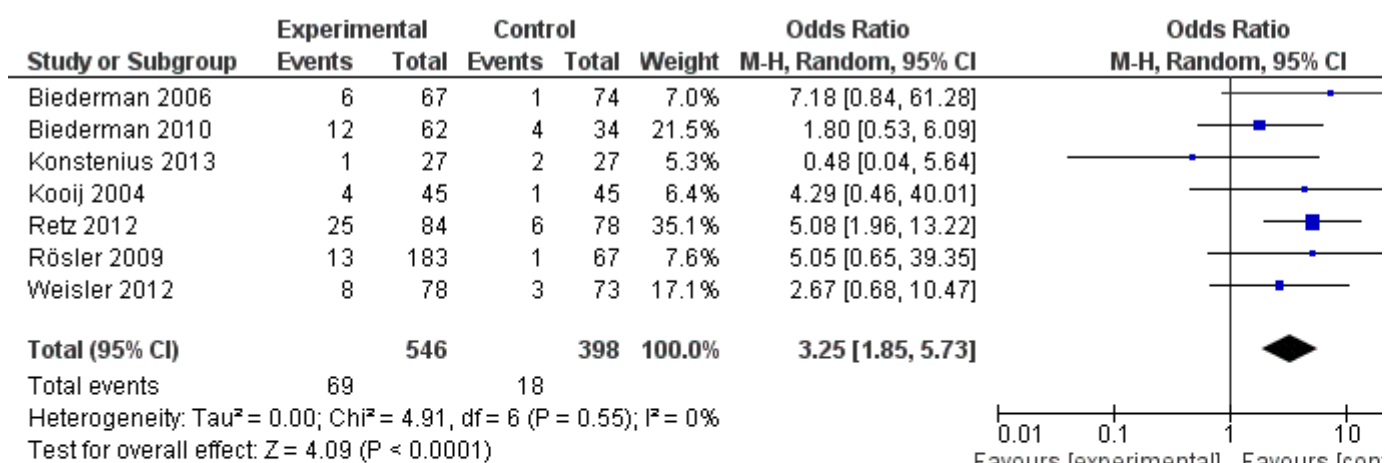 Experimental Control Odds Ratio Odds Ratio
Study or Subgroup Events Total Events Total Weight M-H, Random, 95% CI M-H, Random, 95% CI
Biederman 2006 6 67 1 74 7.0% 7.18 [0.84, 61.28]
Biederman 2010 12 62 4 34 21.5% 1.80 [0.53, 6.09]
Konstenius 2013 1 27 2 27 5.3% 0.48 [0.04, 5.64]
Kooij 2004 4 45 1 45 6.4% 4.29 [0.46, 40.01]
Retz 2012 25 84 6 78 35.1% 5.08 [1.96, 13.22]
Rösler 2009 13 183 1 67 7.6% 5.05 [0.65, 39.35]
Weisler 2012 8 78 3 73 17.1% 2.67 [0.68, 10.47]
Total (95% CI) 546 398 100.0% 3.25 [1.85, 5.73]
Total events 69 18
Heterogeneity: Tau² = 0.00; Chi² = 4.91, df = 6 (P = 0.55); I² = 0%
Test for overall effect: Z = 4.09 (P < 0.0001)
0.01 0.1 1 10
Favours [experimental] Favours [cont